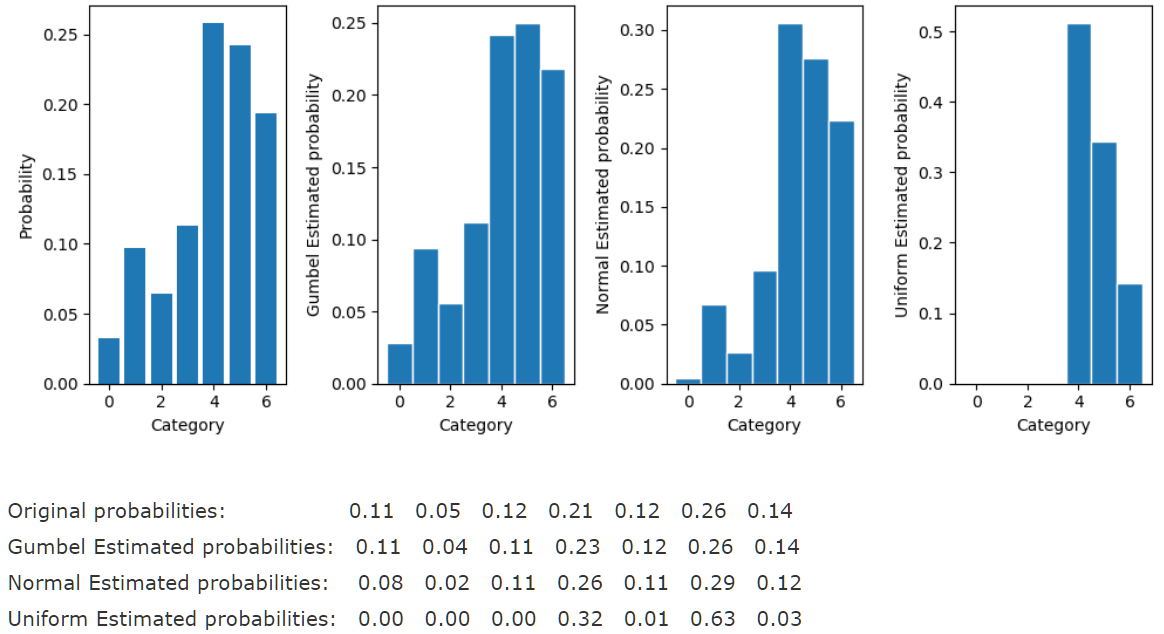 Probability
0.25
0.20
0.15
0.10
0.05
0.00
0 2 4 6
Category
Gumbel Estimated probability
0.25
0.20
0.15
0.10
0.05
0.00
0 2 4 6
Category
Normal Estimated probability
0.30
0.25
0.20
0.15
0.10
0.05
0.00
0 2 4 6
Category
Uniform Estimated probability
0.5
0.4
0.3
0.2
0.1
0.0
0 2 4 6
Category
Original probabilities: 0.11 0.05 0.12 0.21 0.12 0.26 0.14
Gumbel Estimated probabilities: 0.11 0.04 0.11 0.23 0.12 0.26 0.14
Normal Estimated probabilities: 0.08 0.02 0.11 0.26 0.11 0.29 0.12
Uniform Estimated probabilities: 0.00 0.00 0.00 0.32 0.01 0.63 0.03